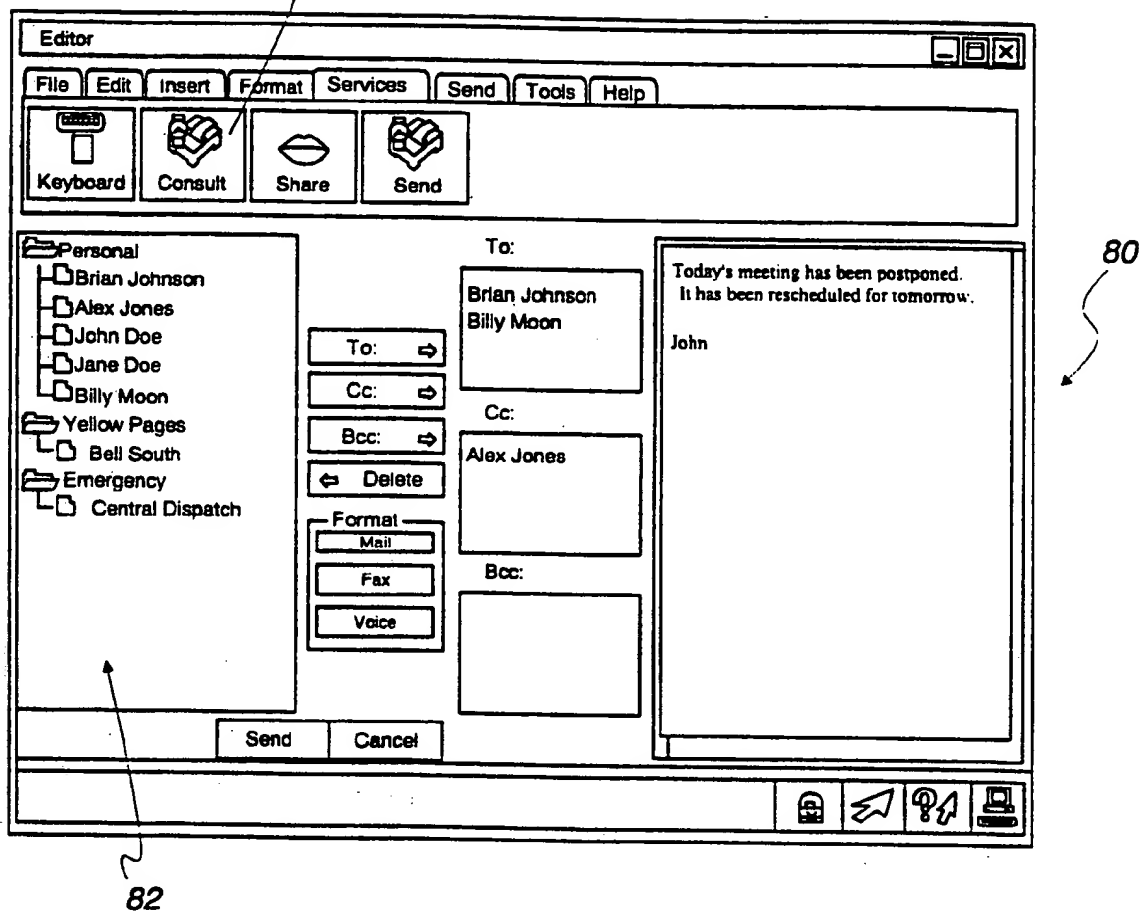 Editor
File Edit Insert Format Services Send Tools Help
Keyboard Consult Share Send
Personal
Brian Johnson
Alex Jones
John Doe
Jane Doe
Billy Moon
Yellow Pages
Bell South
Emergency
Central Dispatch
To:
Cc:
Bcc:
Delete
Format
Mail
Fax
Voice
To:
Brian Johnson
Billy Moon
Cc:
Alex Jones
Bcc:
Today's meeting has been postponed.
It has been rescheduled for tomorrow.
John
80
Send Cancel
82